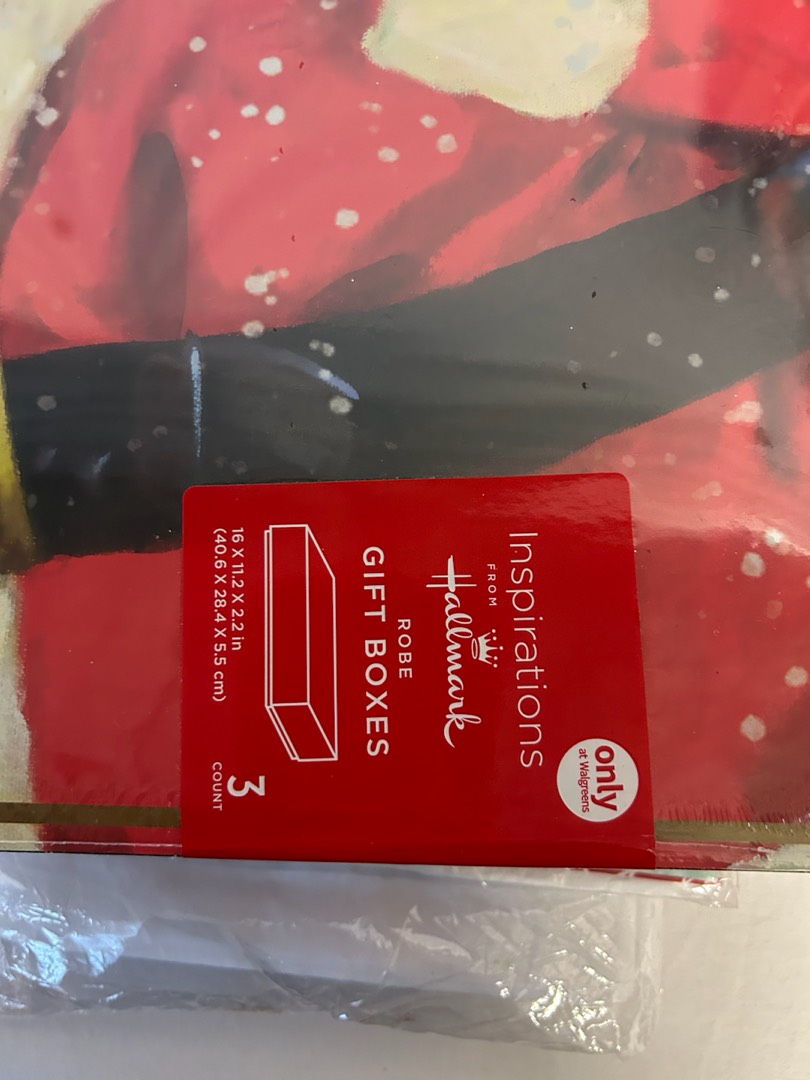 Inspirations
FROM
Hallmark
ROBE
GIFT BOXES
16 X 11.2 X 2.2 in
(40.6 X 28.4 X 5.5 cm)
3
COUNT
only
at Walgreens